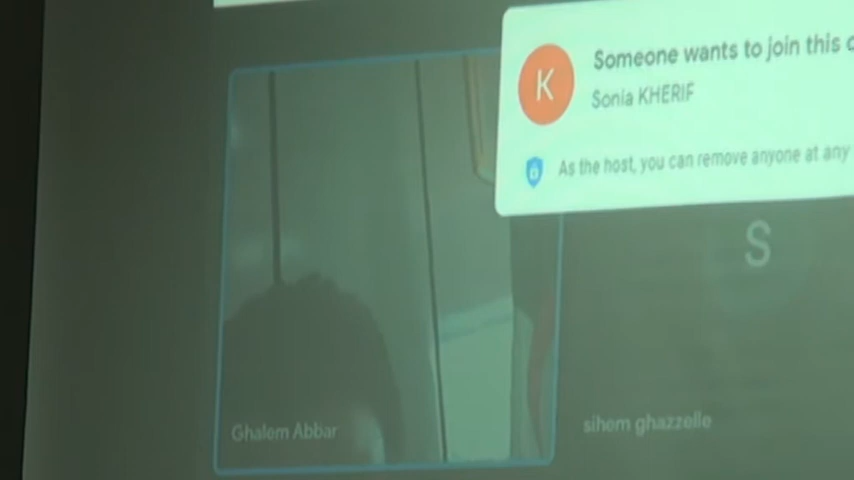 Someone wants to join this
K
Sonia KHERIF
As the host, you can remove anyone at any
S
Ghalem Abbar
sihem ghazzelle